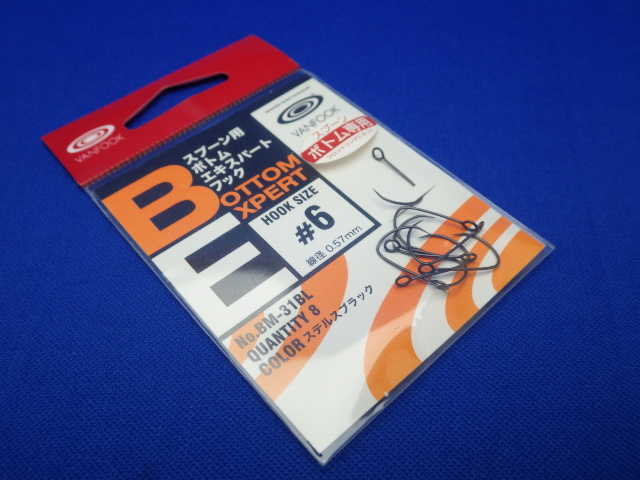 VANFOOK
VANFOOK
スプーン
ボトム専用
スプーン用
ボトム
エキスパート
フック
BOTTOM
EXPERT
HOOK SIZE
#6
線径 0.57mm
No.BM-31BL
QUANTITY 8
COLOR ステルスブラック